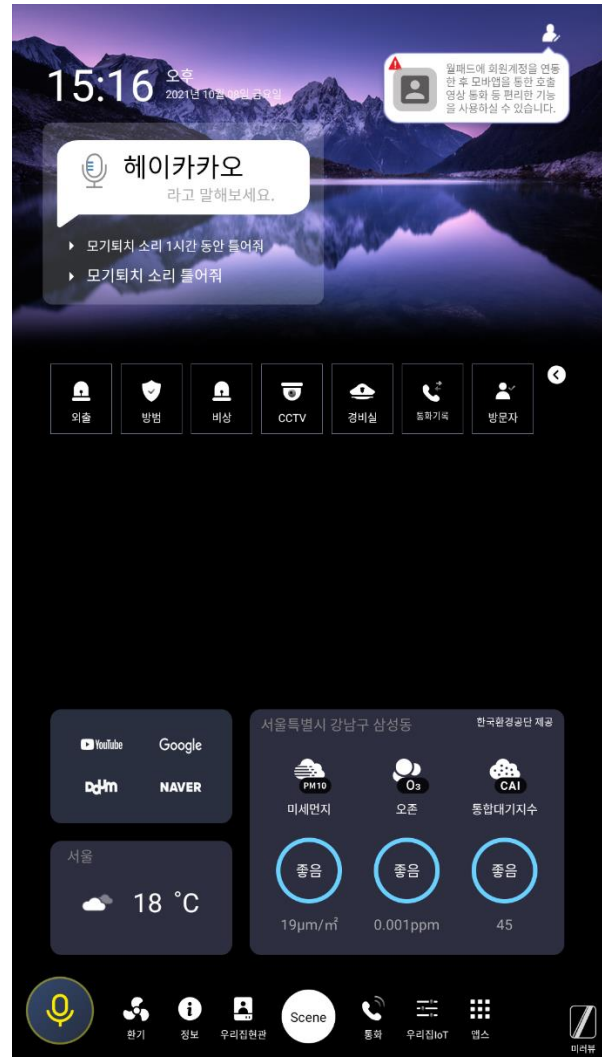 15:16 오후
2021년 10월 08일 금요일
월패드에 회원계정을 연동
한 후 모바앱을 통한 호출
영상 통화 등 편리한 기능
을 사용하실 수 있습니다.
헤이카카오
라고 말해보세요.
모기퇴치 소리 1시간 동안 틀어줘
모기퇴치 소리 틀어줘
외출 방범 비상 CCTV 경비실 통화기록 방문자
YouTube Google
Daum NAVER
서울특별시 강남구 삼성동 한국환경공단 제공
PM10 O₃ CAI
미세먼지 오존 통합대기지수
좋음 좋음 좋음
19μm/㎡ 0.001ppm 45
서울
18 °C
환기 정보 우리집현관 Scene 통화 우리집IoT 앱스 미러뷰